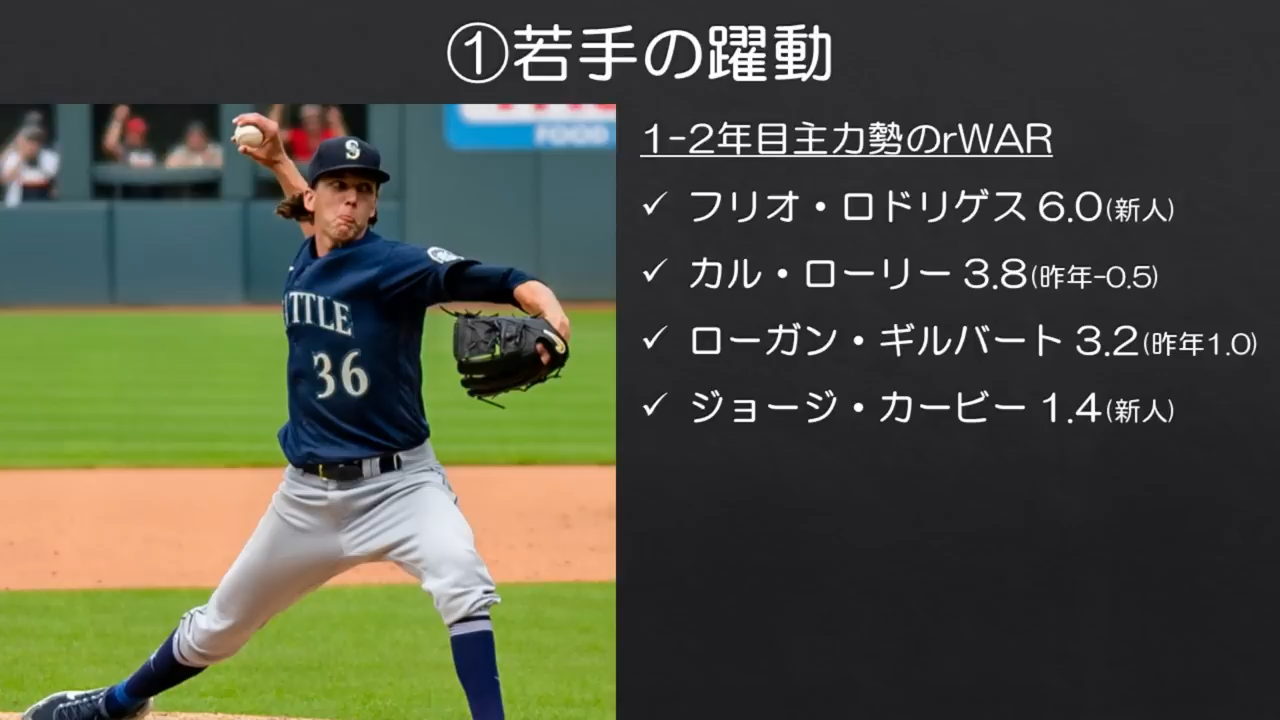 ①若手の躍動
FOOD
S
TTLE
36
1-2年目主力勢のrWAR
✓ フリオ・ロドリゲス 6.0(新人)
✓ カル・ローリー 3.8(昨年-0.5)
✓ ローガン・ギルバート 3.2(昨年1.0)
✓ ジョージ・カービー 1.4(新人)